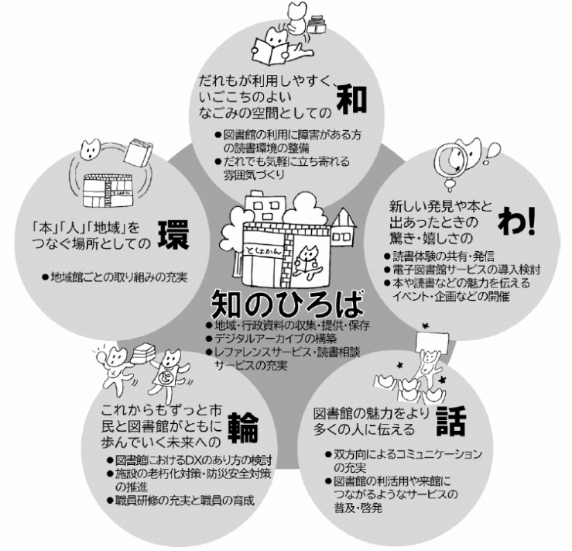 だれもが利用しやすく、
いごこちのよい
なごみの空間としての 和
●図書館の利用に障害がある方
の読書環境の整備
●だれでも気軽に立ち寄れる
雰囲気づくり
「本」「人」「地域」を
つなぐ場所としての 環
●地域館ごとの取り組みの充実
新しい発見や本と
出あったときの
驚き・嬉しさの わ!
●読書体験の共有・発信
●電子図書館サービスの導入検討
●本や読書などの魅力を伝える
イベント・企画などの開催
としょかん
知のひろば
●地域・行政資料の収集・提供・保存
●デジタルアーカイブの構築
●レファレンスサービス・読書相談
サービスの充実
これからもずっと市
民と図書館がともに
歩んでいく未来への 輪
●図書館におけるDXのあり方の検討
●施設の老朽化対策・防災安全対策
の推進
●職員研修の充実と職員の育成
図書館の魅力をより
多くの人に伝える 話
●双方向によるコミュニケーション
の充実
●図書館の利活用や来館に
つながるようなサービスの
普及・啓発